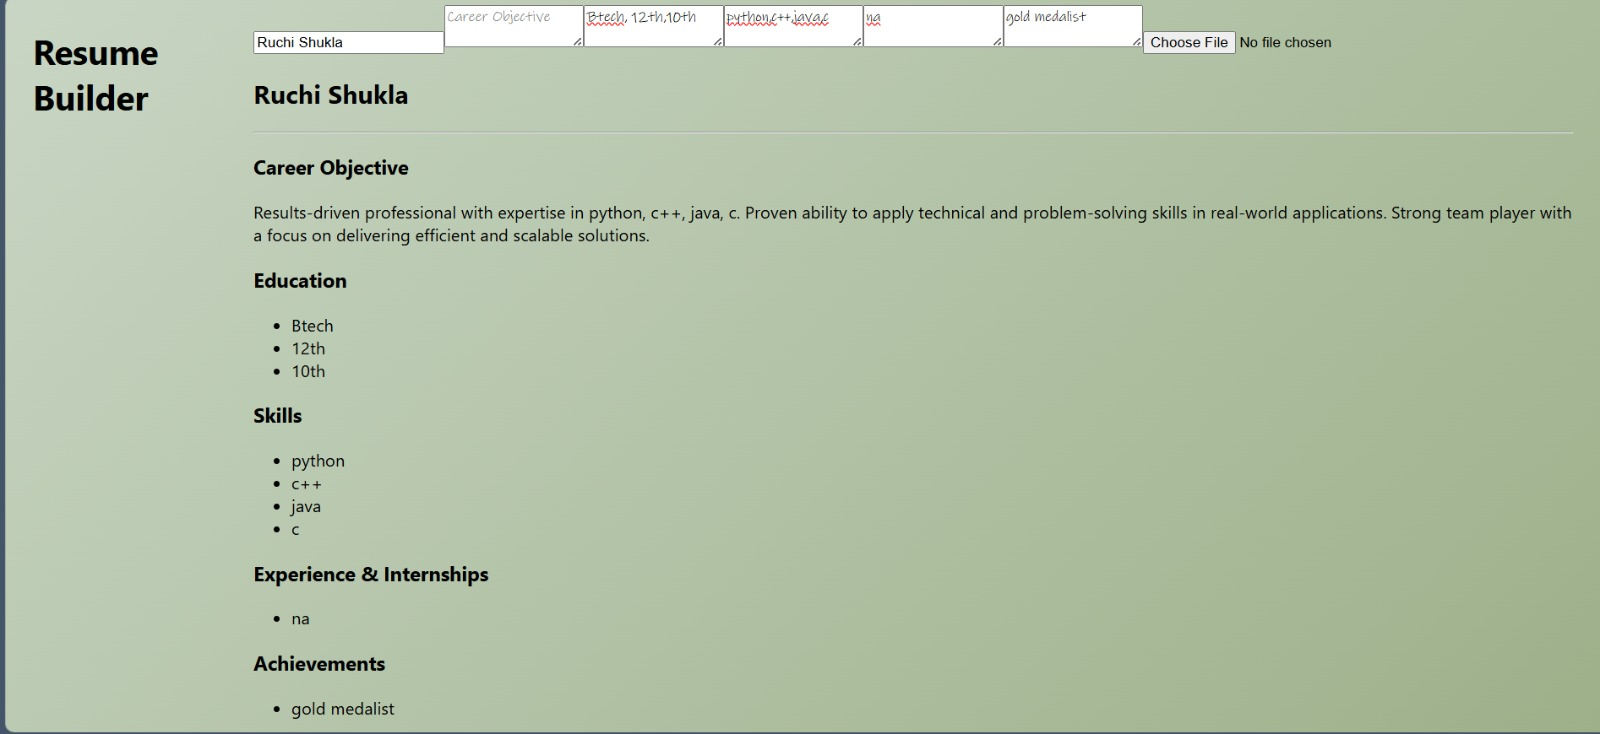 Resume
Builder
Ruchi Shukla
Career Objective
Btech, 12th,10th
python,c++,java,c
na
gold medalist
Choose File No file chosen
Ruchi Shukla
Career Objective
Results-driven professional with expertise in python, c++, java, c. Proven ability to apply technical and problem-solving skills in real-world applications. Strong team player with
a focus on delivering efficient and scalable solutions.
Education
• Btech
• 12th
• 10th
Skills
• python
• c++
• java
• c
Experience & Internships
• na
Achievements
• gold medalist